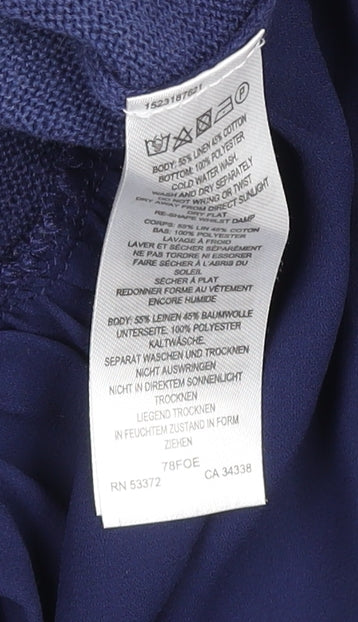 1523187621
BODY: 55% LINEN 45% COTTON
BOTTOM: 100% POLYESTER
COLD WATER WASH
WASH AND DRY SEPARATELY
DO NOT WRING OR TWIST
DRY AWAY FROM DIRECT SUNLIGHT
DRY FLAT
RE-SHAPE WHILST DAMP
CORPS: 55% LIN 45% COTON
BAS: 100% POLYESTER
LAVAGE À FROID
LAVER ET SÉCHER SÉPARÉMENT
NE PAS TORDRE NI ESSORER
FAIRE SÉCHER À L'ABRIS DU
SOLEIL
SÉCHER À PLAT
REDONNER FORME AU VÊTEMENT
ENCORE HUMIDE
BODY: 55% LEINEN 45% BAUMWOLLE
UNTERSEITE: 100% POLYESTER
KALTWÄSCHE.
SEPARAT WASCHEN UND TROCKNEN
NICHT AUSWRINGEN
NICHT IN DIREKTEM SONNENLICHT
TROCKNEN
LIEGEND TROCKNEN
IN FEUCHTEM ZUSTAND IN FORM
ZIEHEN
78FOE
RN 53372 CA 34338